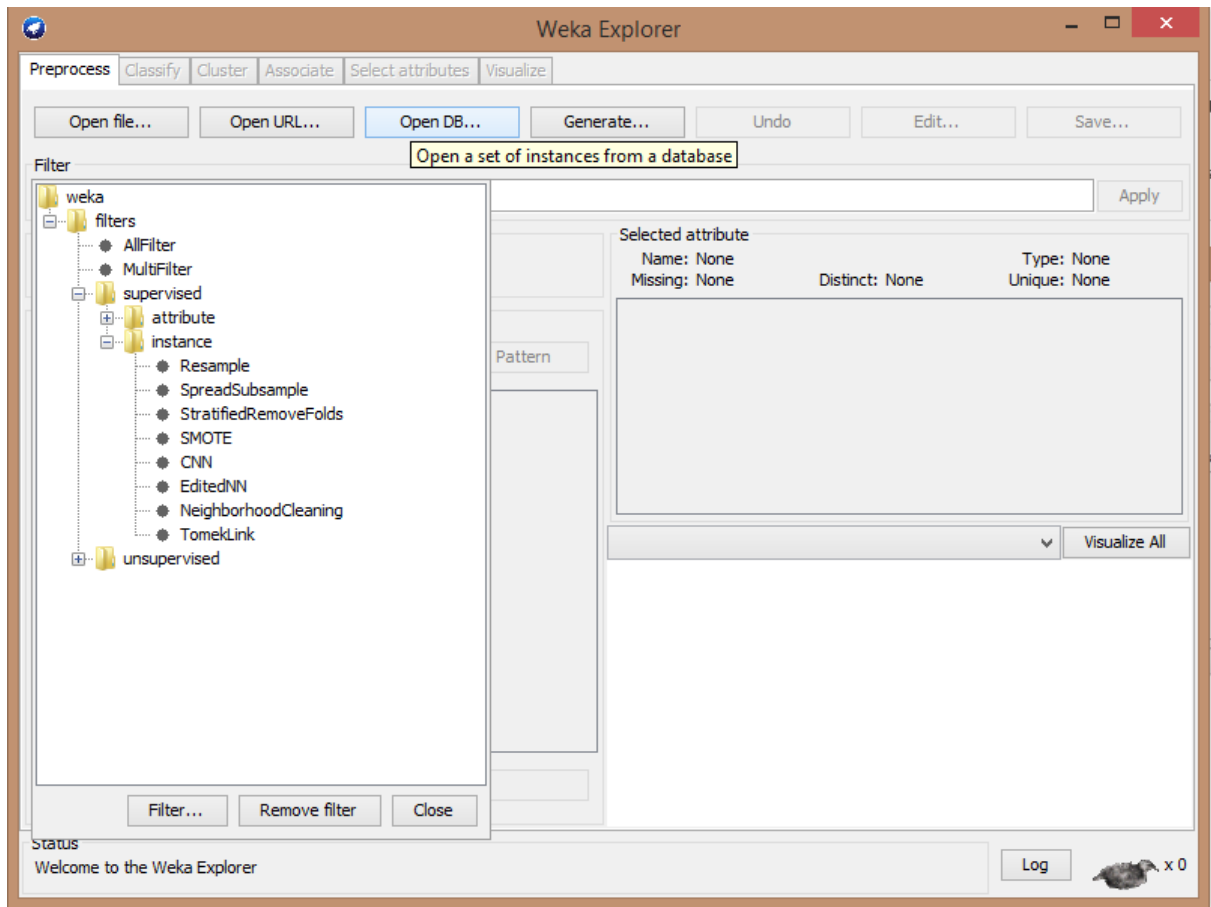 Weka Explorer
Preprocess Classify Cluster Associate Select attributes Visualize
Open file... Open URL... Open DB... Generate... Undo Edit... Save...
Open a set of instances from a database
Filter
Apply
weka
filters
AllFilter
MultiFilter
supervised
attribute
instance
Resample
SpreadSubsample
StratifiedRemoveFolds
SMOTE
CNN
EditedNN
NeighborhoodCleaning
TomekLink
unsupervised
Filter... Remove filter Close
Pattern
Selected attribute
Name: None Type: None
Missing: None Distinct: None Unique: None
Visualize All
Status
Welcome to the Weka Explorer
Log x 0